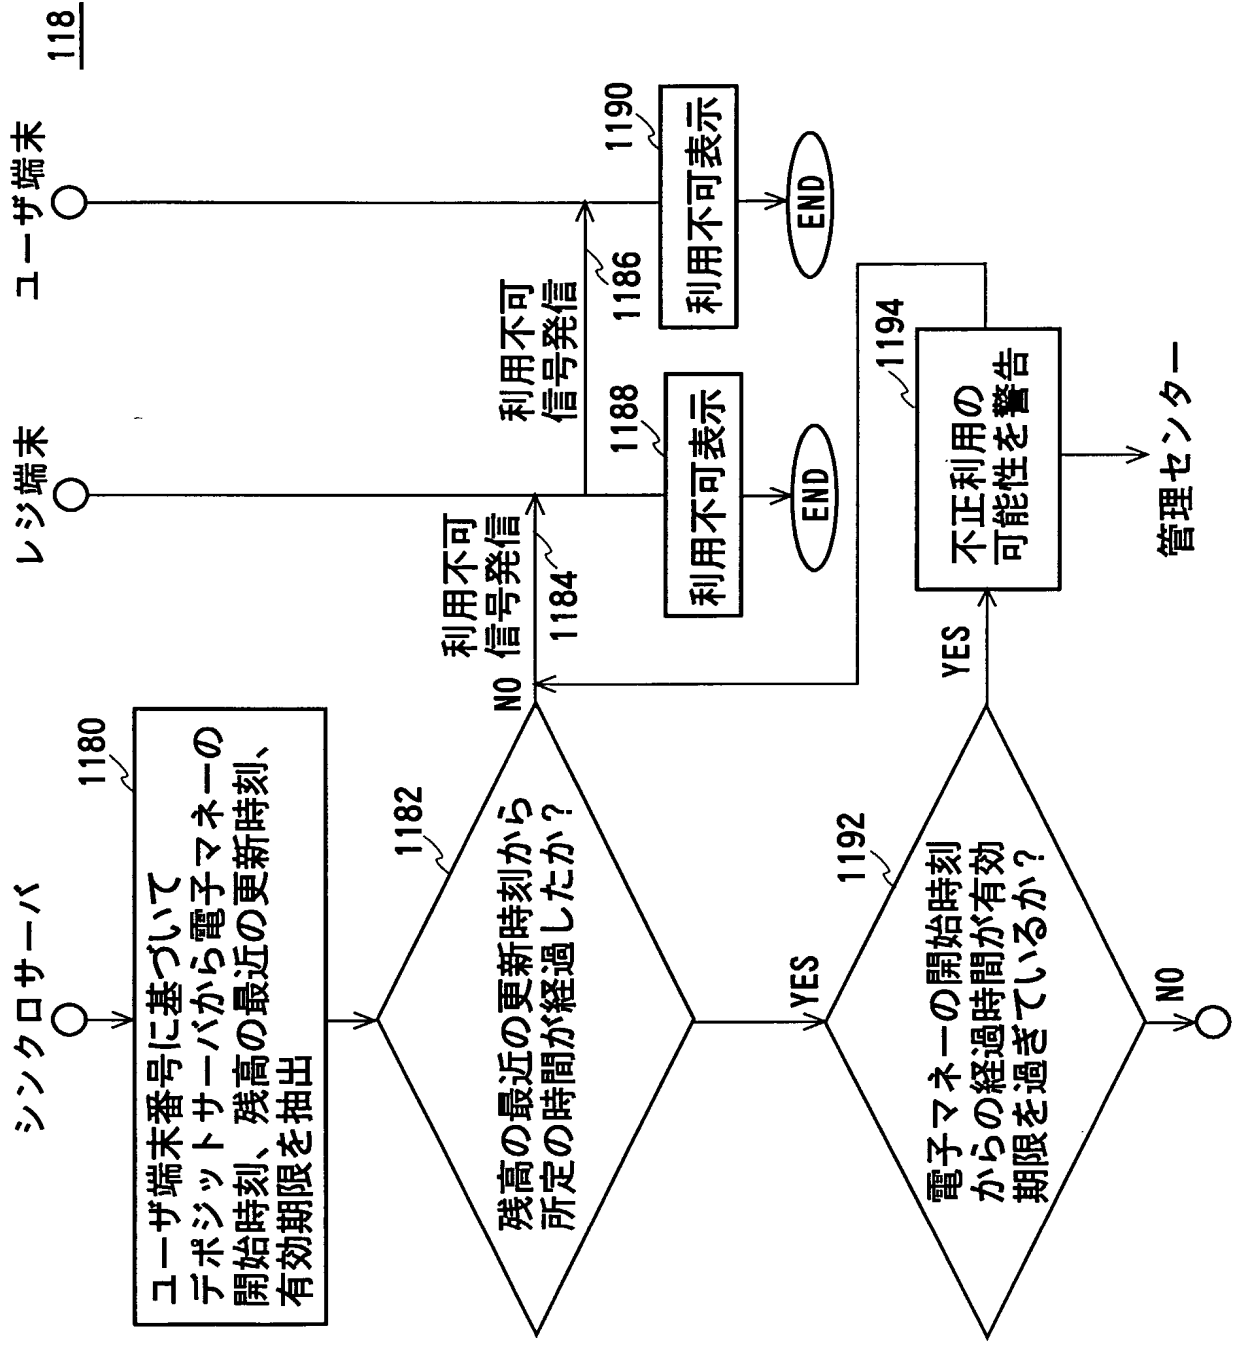 118
シンクロサーバ
レジ端末
ユーザ端末
1180
ユーザ端末番号に基づいて
デポジットサーバから電子マネーの
開始時刻、残高の最近の更新時刻、
有効期限を抽出
1182
残高の最近の更新時刻から
所定の時間が経過したか？
NO
利用不可
信号発信
1184
利用不可
信号発信
1186
1188
利用不可表示
END
1190
利用不可表示
END
YES
1192
電子マネーの開始時刻
からの経過時間が有効
期限を過ぎているか？
YES
1194
不正利用の
可能性を警告
管理センター
NO